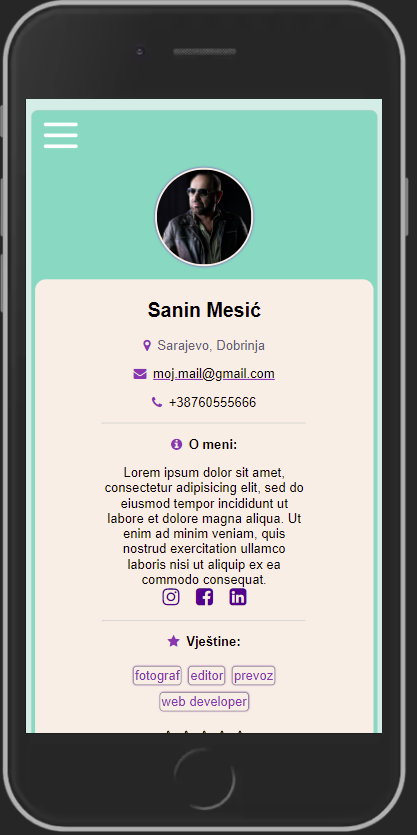 Sanin Mesić
Sarajevo, Dobrinja
moj.mail@gmail.com
+38760555666
O meni:
Lorem ipsum dolor sit amet,
consectetur adipisicing elit, sed do
eiusmod tempor incididunt ut
labore et dolore magna aliqua. Ut
enim ad minim veniam, quis
nostrud exercitation ullamco
laboris nisi ut aliquip ex ea
commodo consequat.
Vještine:
fotograf editor prevoz
web developer